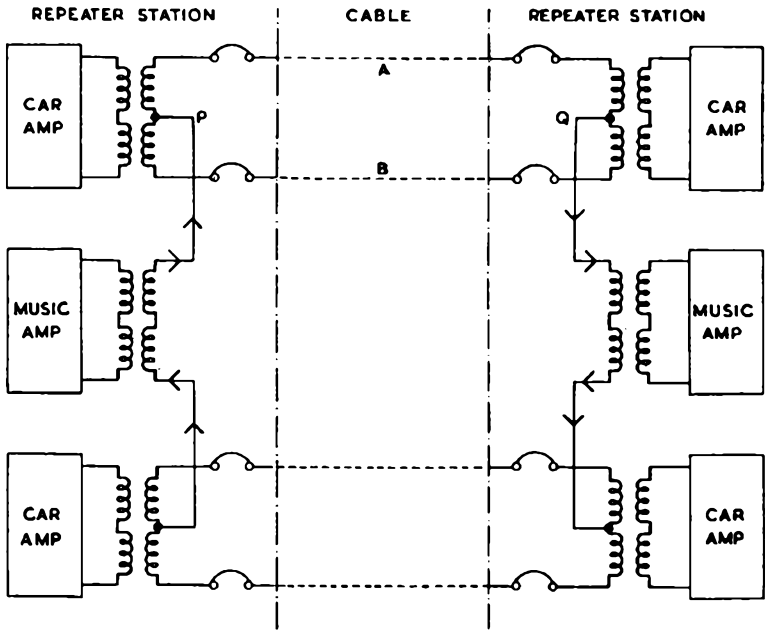 REPEATER STATION
CABLE
REPEATER STATION
CAR
AMP
P
A
B
Q
CAR
AMP
MUSIC
AMP
MUSIC
AMP
CAR
AMP
CAR
AMP